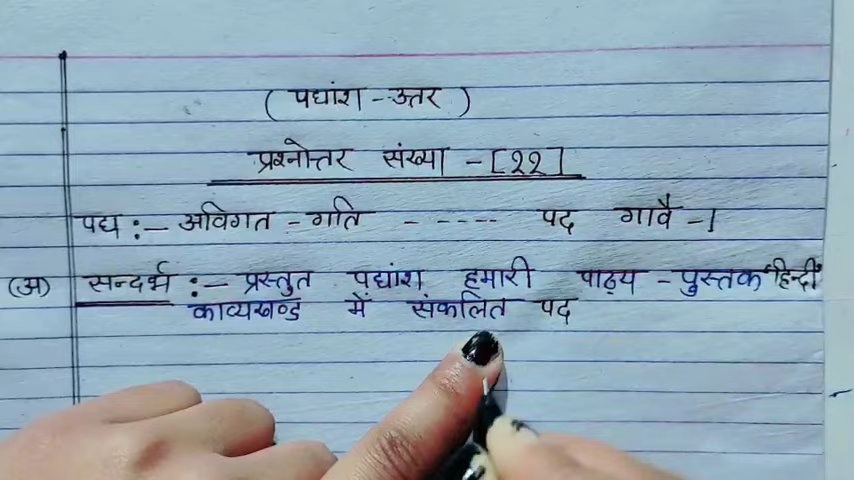 ( पद्यांश - उत्तर )
प्रश्नोत्तर संख्या - [२२]
पद्य :- अविगत - गति - - - - - पद गावै -।
(अ) सन्दर्भ :- प्रस्तुत पद्यांश हमारी पाठ्य - पुस्तक "हिन्दी"
काव्यखण्ड में संकलित पद